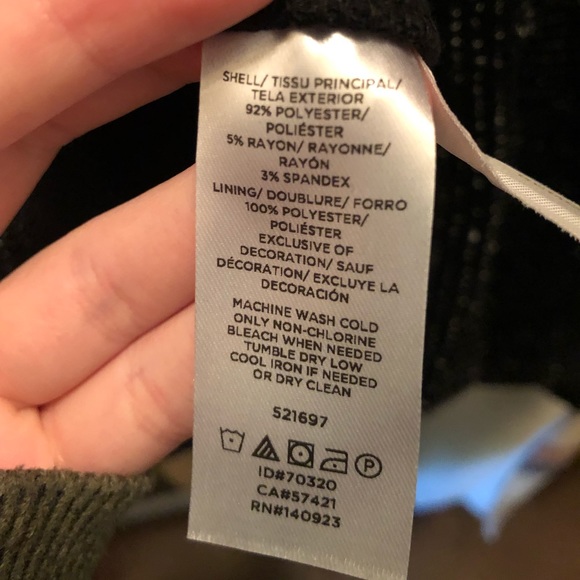 SHELL/ TISSU PRINCIPAL/
TELA EXTERIOR
92% POLYESTER/
POLIÉSTER
5% RAYON/ RAYONNE/
RAYÓN
3% SPANDEX
LINING/ DOUBLURE/ FORRO
100% POLYESTER/
POLIÉSTER
EXCLUSIVE OF
DECORATION/ SAUF
DÉCORATION/ EXCLUYE LA
DECORACIÓN
MACHINE WASH COLD
ONLY NON-CHLORINE
BLEACH WHEN NEEDED
TUMBLE DRY LOW
COOL IRON IF NEEDED
OR DRY CLEAN
521697
P
ID#70320
CA#57421
RN#140923